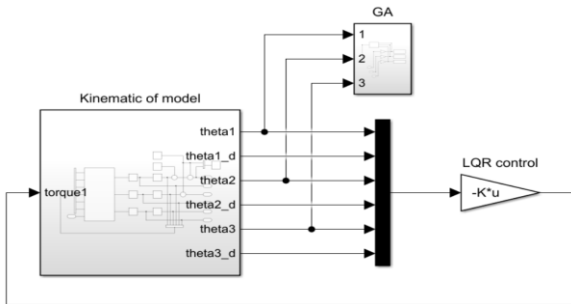 GA
1
2
3
Kinematic of model
torque1
theta1
theta1_d
theta2
theta2_d
theta3
theta3_d
LQR control
-K*u